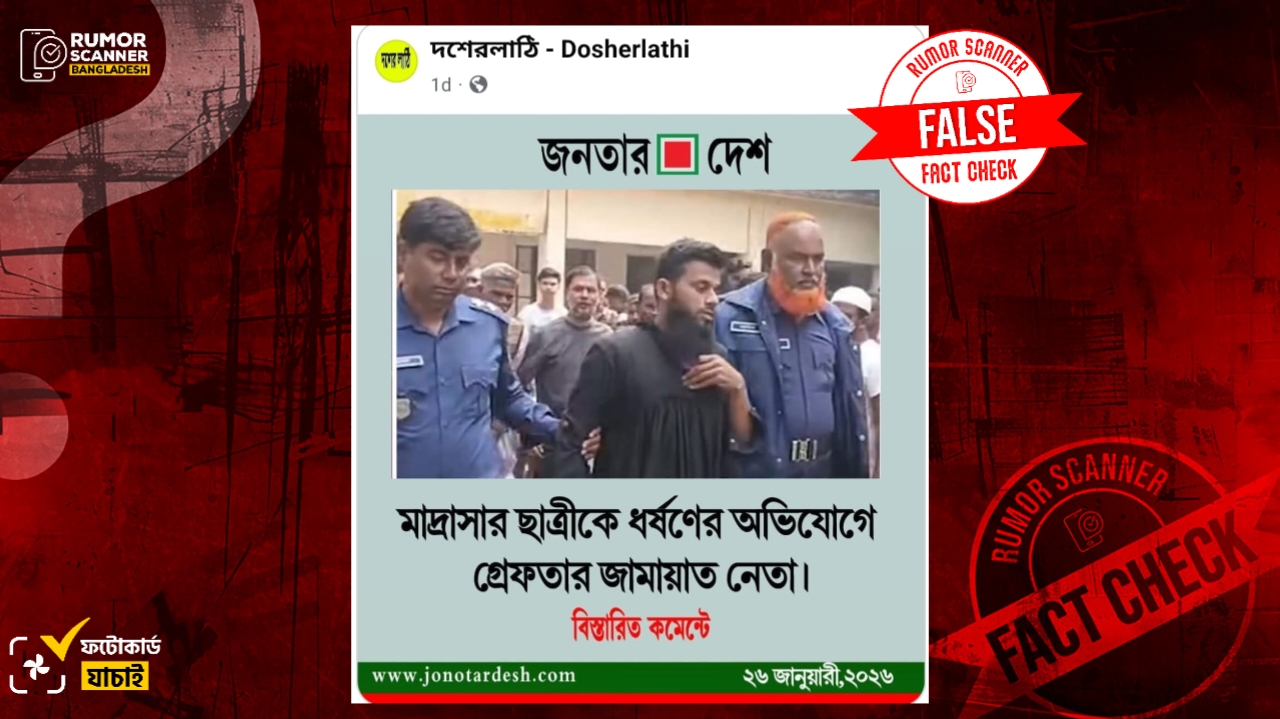 RUMOR
SCANNER
BANGLADESH
দশেরলাঠি - Dosherlathi
দশের লাঠি
1d
RUMOR SCANNER
FALSE
FACT CHECK
জনতার দেশ
মাদ্রাসার ছাত্রীকে ধর্ষণের অভিযোগে
গ্রেফতার জামায়াত নেতা।
বিস্তারিত কমেন্টে
www.jonotardesh.com
২৬ জানুয়ারী,২০২৬
RUMOR SCANNER
FACT CHECK
ফটোকার্ড
যাচাই